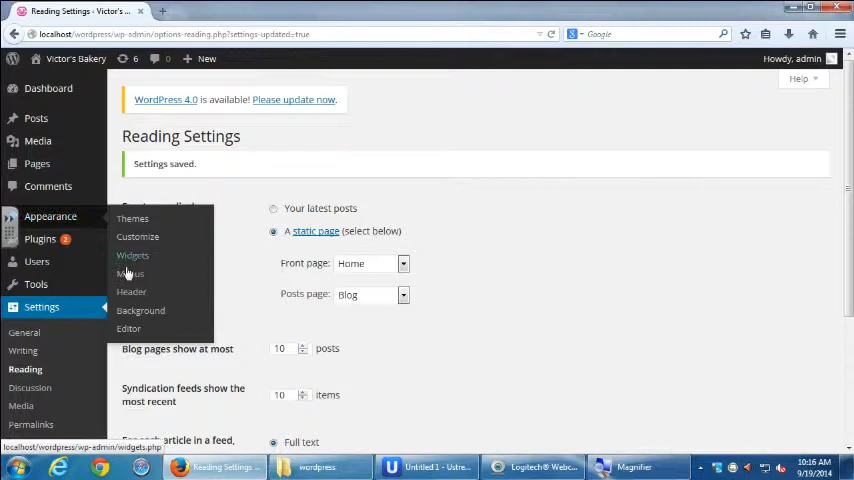 Reading Settings ‹ Victor's ...
localhost/wordpress/wp-admin/options-reading.php?settings-updated=true
Google
Victor's Bakery
6
0
New
Howdy, admin
Help
Dashboard
Posts
Media
Pages
Comments
Appearance
Plugins 2
Users
Tools
Settings
General
Writing
Reading
Discussion
Media
Permalinks
Themes
Customize
Widgets
Header
Background
Editor
WordPress 4.0 is available! Please update now.
Reading Settings
Settings saved.
Your latest posts
A static page (select below)
Front page: Home
Posts page: Blog
Blog pages show at most 10 posts
Syndication feeds show the
most recent 10 items
For each article in a feed, Full text
localhost/wordpress/wp-admin/widgets.php
Reading Settings ...
wordpress
Untitled 1 - Ustre...
Logitech® Webc...
Magnifier
10:16 AM
9/19/2014